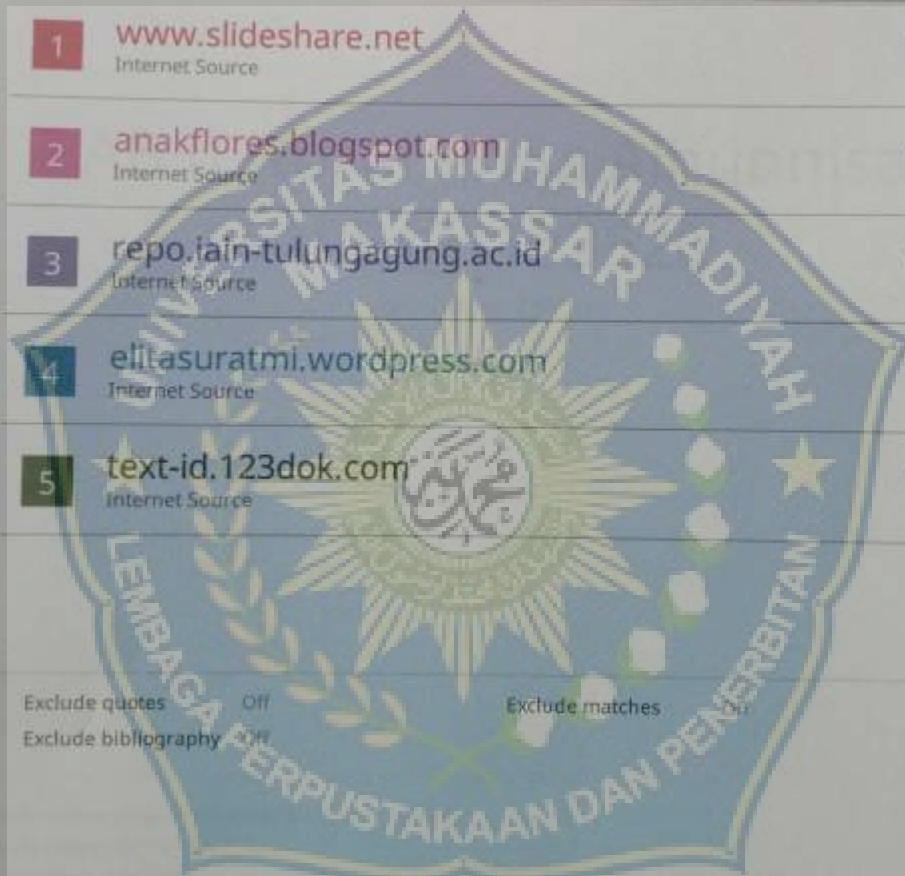 1 www.slideshare.net
Internet Source
2 anakflores.blogspot.com
Internet Source
3 repo.iain-tulungagung.ac.id
Internet Source
4 elitasuratmi.wordpress.com
Internet Source
5 text-id.123dok.com
Internet Source
Exclude quotes Off Exclude matches
Exclude bibliography Off
UNIVERSITAS MUHAMMADIYAH
MAKASSAR
محمدية
LEMBAGA PERPUSTAKAAN DAN PENERBITAN